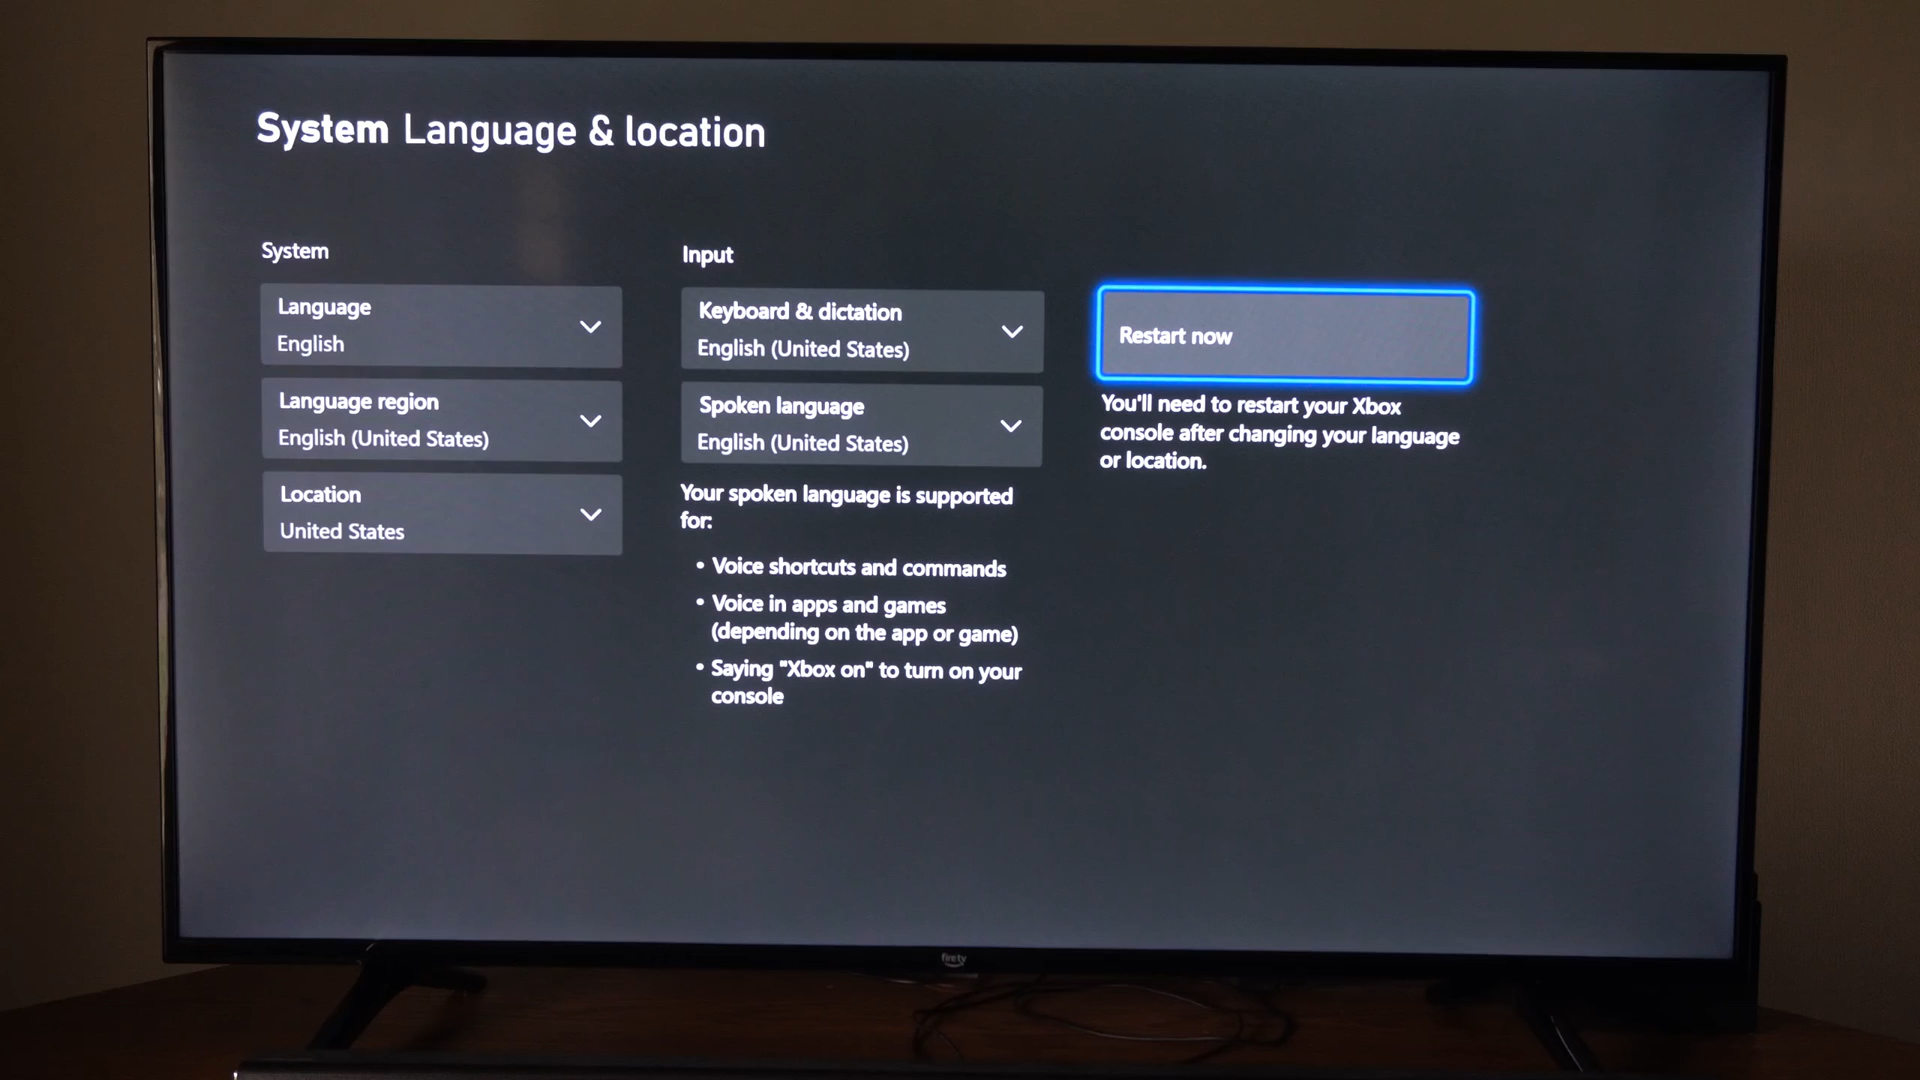 System Language & location
System
Language
English
Language region
English (United States)
Location
United States
Input
Keyboard & dictation
English (United States)
Spoken language
English (United States)
Your spoken language is supported
for:
• Voice shortcuts and commands
• Voice in apps and games
(depending on the app or game)
• Saying "Xbox on" to turn on your
console
Restart now
You'll need to restart your Xbox
console after changing your language
or location.
fire tv